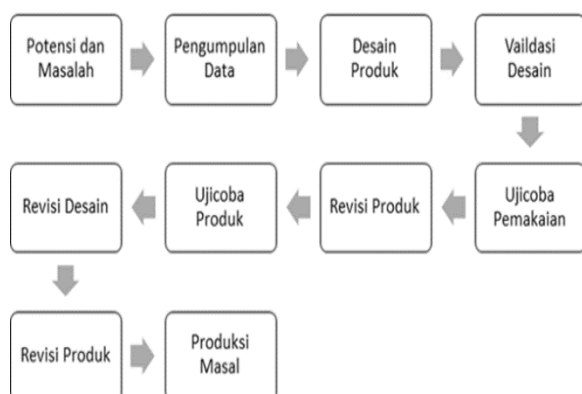 Potensi dan
Masalah
Pengumpulan
Data
Desain
Produk
Vaildasi
Desain
Ujicoba
Pemakaian
Revisi Produk
Ujicoba
Produk
Revisi Desain
Revisi Produk
Produksi
Masal